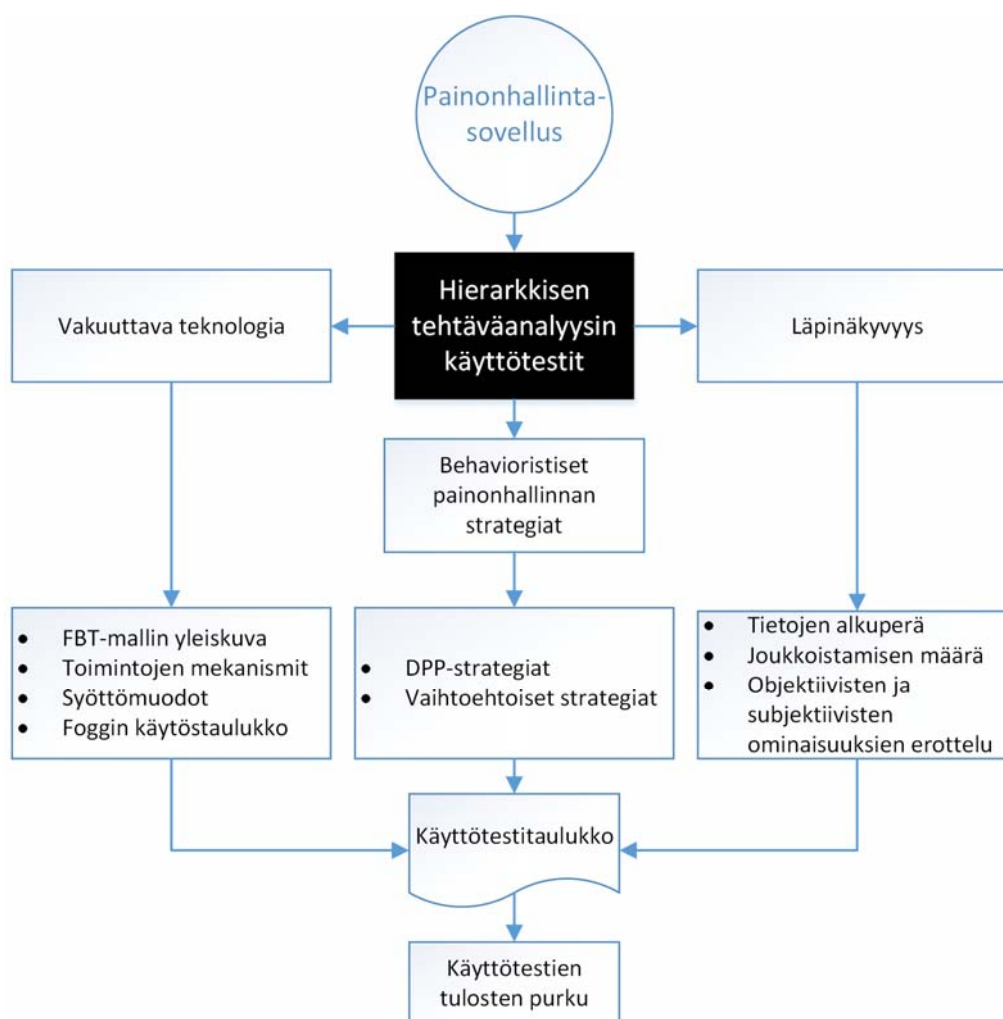 Painonhallinta-
sovellus
Hierarkkisen
tehtäväanalyysin
käyttötestit
Vakuuttava teknologia
Läpinäkyvyys
Behavioristiset
painonhallinnan
strategiat
• FBT-mallin yleiskuva
• Toimintojen mekanismit
• Syöttömuodot
• Foggin käytöstaulukko
• DPP-strategiat
• Vaihtoehtoiset strategiat
• Tietojen alkuperä
• Joukkoistamisen määrä
• Objektiivisten ja
subjektiivisten
ominaisuuksien erottelu
Käyttötestitaulukko
Käyttötestien
tulosten purku